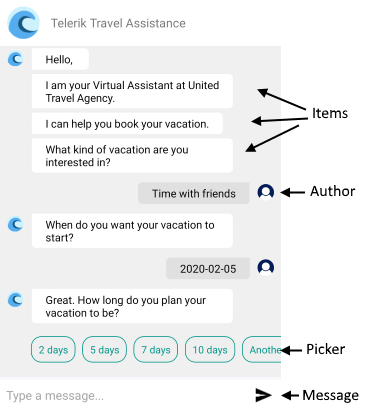 Telerik Travel Assistance
Hello,
I am your Virtual Assistant at United
Travel Agency.
Items
I can help you book your vacation.
What kind of vacation are you
interested in?
Time with friends
Author
When do you want your vacation to
start?
2020-02-05
Great. How long do you plan your
vacation to be?
2 days 5 days 7 days 10 days Anothe
Picker
Type a message...
Message